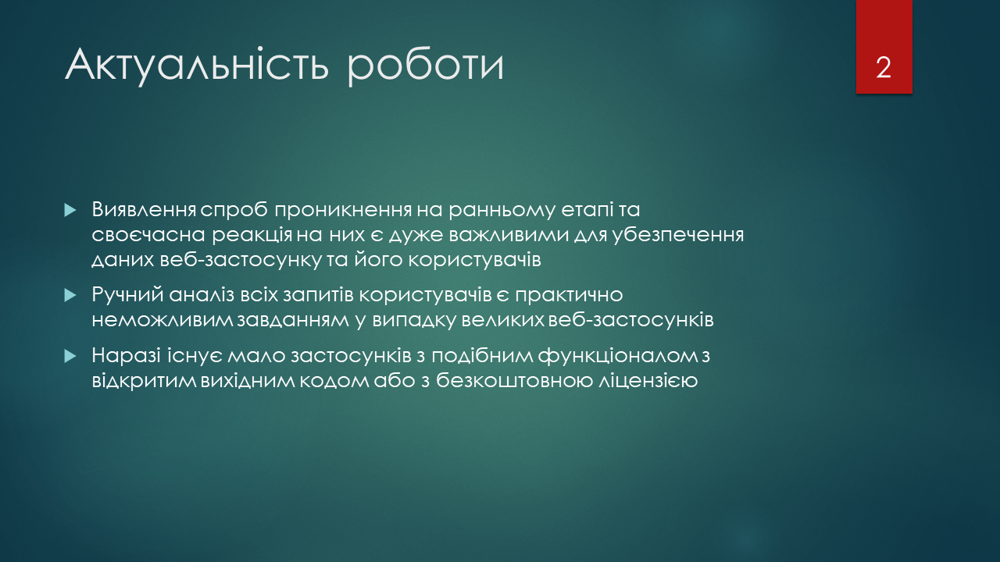 Актуальність роботи
2
Виявлення спроб проникнення на ранньому етапі та
своєчасна реакція на них є дуже важливими для убезпечення
даних веб-застосунку та його користувачів
Ручний аналіз всіх запитів користувачів є практично
неможливим завданням у випадку великих веб-застосунків
Наразі існує мало застосунків з подібним функціоналом з
відкритим вихідним кодом або з безкоштовною ліцензією